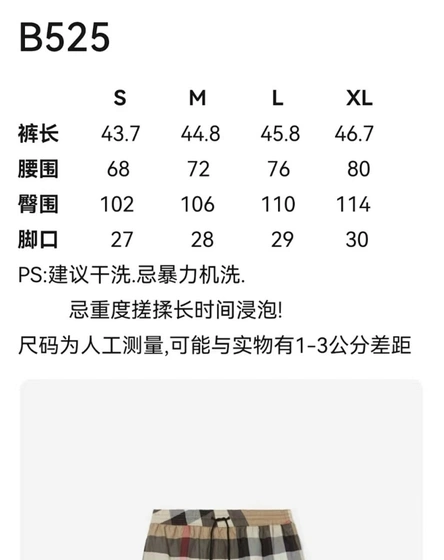 B525
S M L XL
裤长 43.7 44.8 45.8 46.7
腰围 68 72 76 80
臀围 102 106 110 114
脚口 27 28 29 30
PS:建议干洗.忌暴力机洗.
忌重度搓揉长时间浸泡!
尺码为人工测量,可能与实物有1-3公分差距